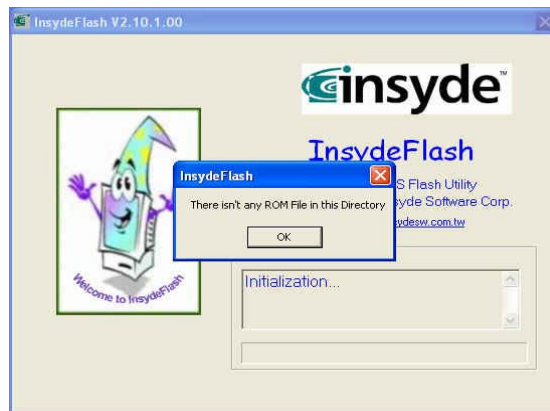 InsydeFlash V2.10.1.00
insyde™
InsydeFlash
InsydeFlash
There isn't any ROM File in this Directory
OK
S Flash Utility
syde Software Corp.
ydesw.com.tw
Welcome to InsydeFlash
Initialization...